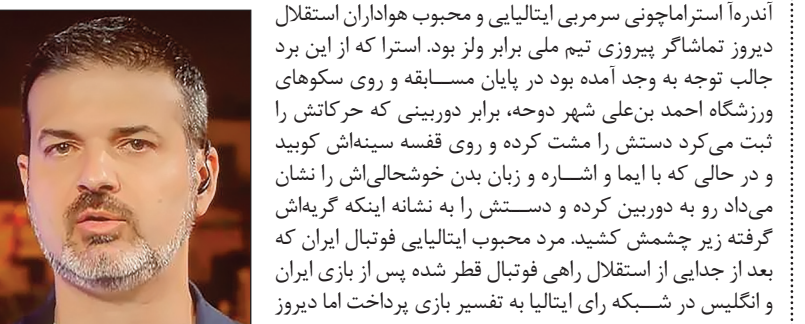 آندره‌آ استراماچونی سرمربی ایتالیایی و محبوب هواداران استقلال
دیروز تماشاگر پیروزی تیم ملی برابر ولز بود. استرا که از این برد
جالب توجه به وجد آمده بود در پایان مسابقه و روی سکوهای
ورزشگاه احمد بن‌علی شهر دوحه، برابر دوربینی که حرکاتش را
ثبت می‌کرد دستش را مشت کرده و روی قفسه سینه‌اش کوبید
و در حالی که با ایما و اشاره و زبان بدن خوشحالی‌اش را نشان
می‌داد رو به دوربین کرده و دستش را به نشانه اینکه گریه‌اش
گرفته زیر چشمش کشید. مرد محبوب ایتالیایی فوتبال ایران که
بعد از جدایی از استقلال راهی فوتبال قطر شده پس از بازی ایران
و انگلیس در شبکه رای ایتالیا به تفسیر بازی پرداخت اما دیروز